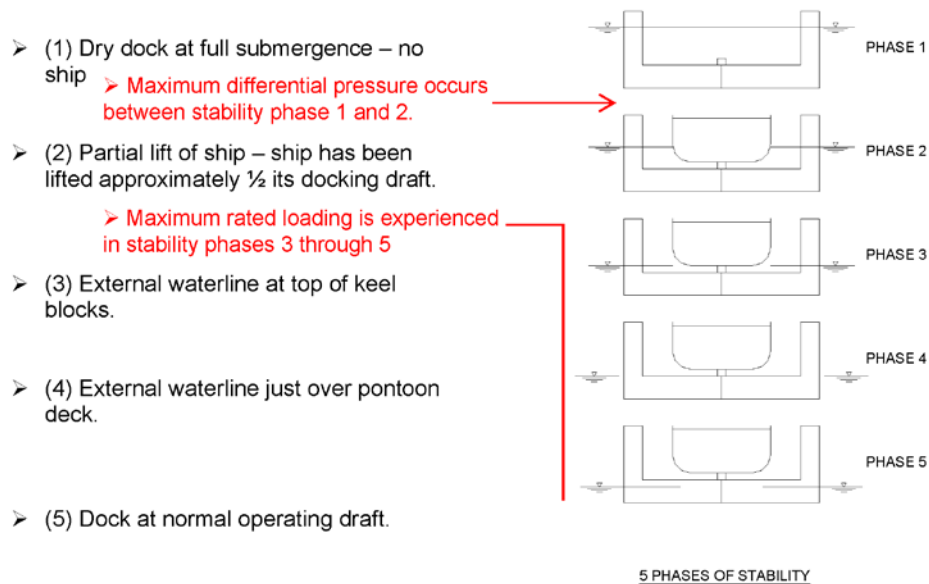 ➢ (1) Dry dock at full submergence – no
ship
➢ Maximum differential pressure occurs
between stability phase 1 and 2.
➢ (2) Partial lift of ship – ship has been
lifted approximately ½ its docking draft.
➢ Maximum rated loading is experienced
in stability phases 3 through 5
➢ (3) External waterline at top of keel
blocks.
➢ (4) External waterline just over pontoon
deck.
➢ (5) Dock at normal operating draft.
PHASE 1
PHASE 2
PHASE 3
PHASE 4
PHASE 5
5 PHASES OF STABILITY